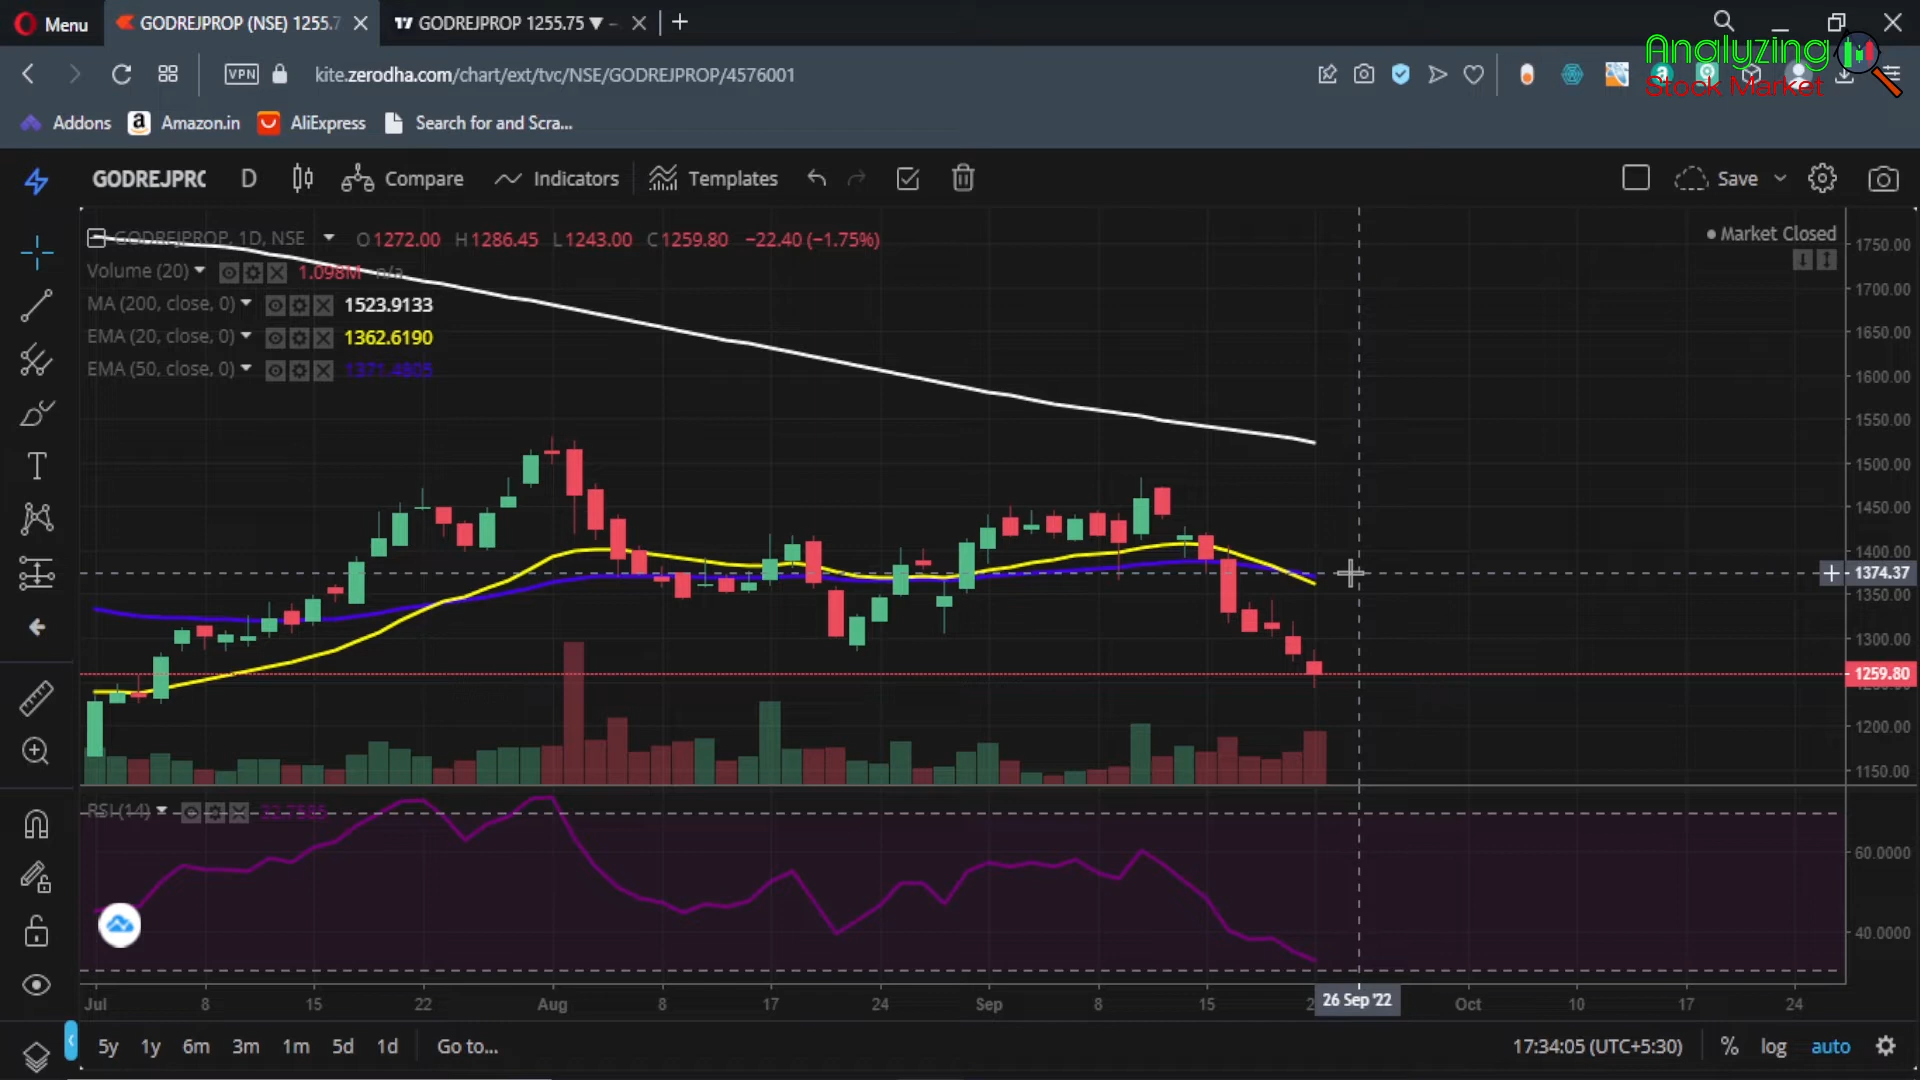 Menu
GODREJPROP (NSE) 1255.7
GODREJPROP 1255.75 ▼ –
Analyzing
Stock Market
VPN
kite.zerodha.com/chart/ext/tvc/NSE/GODREJPROP/4576001
Addons
Amazon.in
AliExpress
Search for and Scra...
GODREJPRO
D
Compare
Indicators
Templates
Save
GODREJPROP, 1D, NSE
O1272.00 H1286.45 L1243.00 C1259.80 −22.40 (−1.75%)
Market Closed
Volume (20)
1.098M n/a
MA (200, close, 0)
1523.9133
EMA (20, close, 0)
1362.6190
EMA (50, close, 0)
1371.4805
1750.00
1700.00
1650.00
1600.00
1550.00
1500.00
1450.00
1400.00
1374.37
1350.00
1300.00
1259.80
1200.00
1150.00
RSI (14)
60.0000
40.0000
Jul 8 15 22 Aug 8 17 24 Sep 8 15 26 Sep '22 Oct 10 17 24
5y 1y 6m 3m 1m 5d 1d Go to...
17:34:05 (UTC+5:30) % log auto